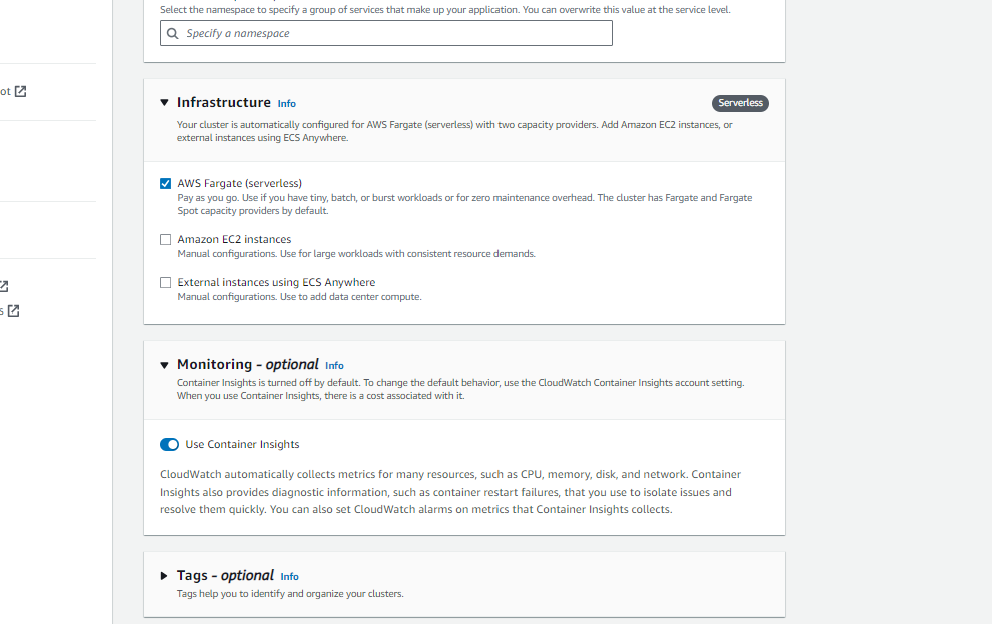 Select the namespace to specify a group of services that make up your application. You can overwrite this value at the service level.
Specify a namespace
ot
s
Infrastructure Info
Serverless
Your cluster is automatically configured for AWS Fargate (serverless) with two capacity providers. Add Amazon EC2 instances, or
external instances using ECS Anywhere.
AWS Fargate (serverless)
Pay as you go. Use if you have tiny, batch, or burst workloads or for zero maintenance overhead. The cluster has Fargate and Fargate
Spot capacity providers by default.
Amazon EC2 instances
Manual configurations. Use for large workloads with consistent resource demands.
External instances using ECS Anywhere
Manual configurations. Use to add data center compute.
Monitoring - optional Info
Container Insights is turned off by default. To change the default behavior, use the CloudWatch Container Insights account setting.
When you use Container Insights, there is a cost associated with it.
Use Container Insights
CloudWatch automatically collects metrics for many resources, such as CPU, memory, disk, and network. Container
Insights also provides diagnostic information, such as container restart failures, that you use to isolate issues and
resolve them quickly. You can also set CloudWatch alarms on metrics that Container Insights collects.
Tags - optional Info
Tags help you to identify and organize your clusters.